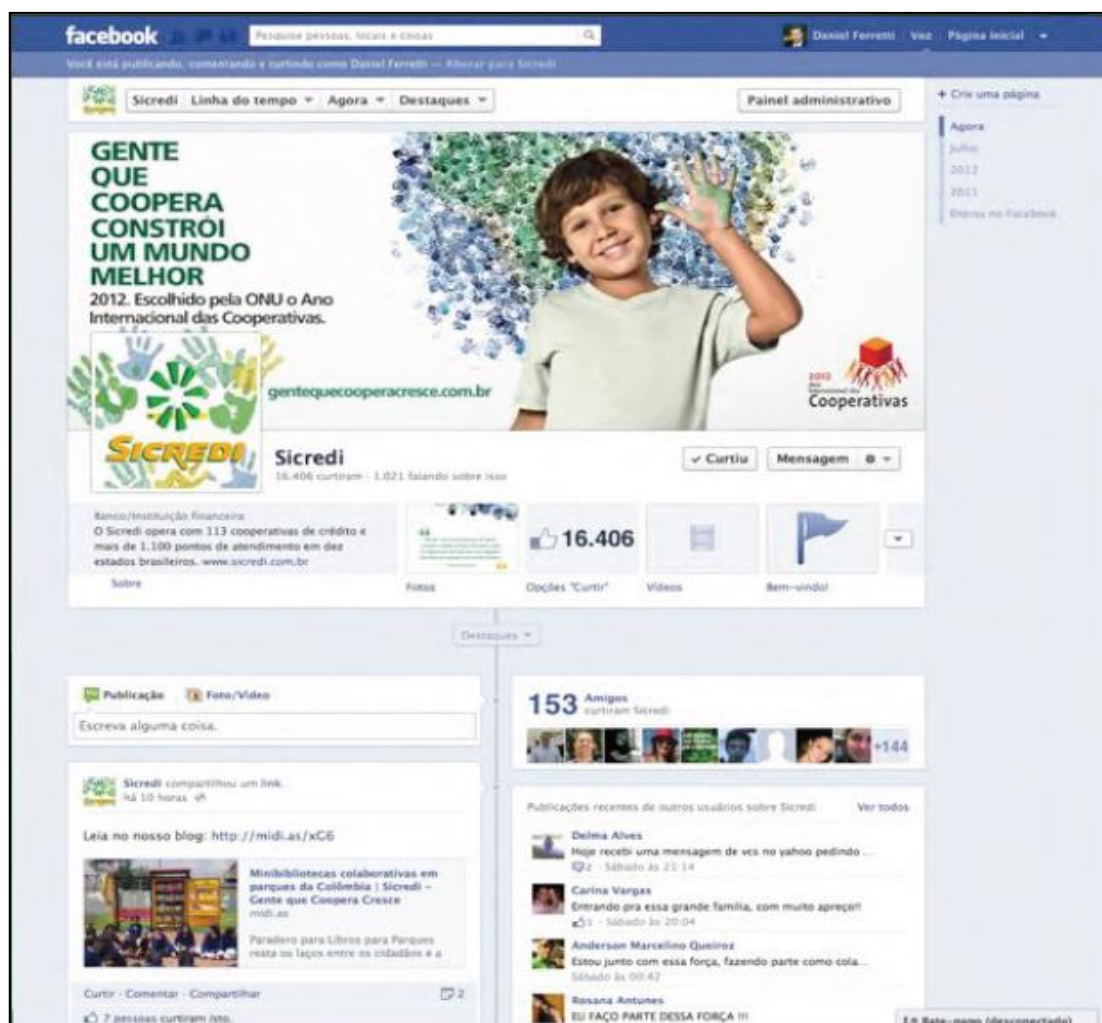 facebook
Pesquise pessoas, locais e coisas
Daniel Ferretti Voz Página inicial
Você está publicando, comentando e curtindo como Daniel Ferretti — Alterar para Sicredi
Sicredi Linha do tempo Agora Destaques
Painel administrativo
+ Crie uma página
Agora
Julho
2012
2011
Entrou no Facebook
GENTE
QUE
COOPERA
CONSTRÓI
UM MUNDO
MELHOR
2012. Escolhido pela ONU o Ano
Internacional das Cooperativas.
gentequecooperacresce.com.br
2012
Ano
Internacional das
Cooperativas
SICREDI
Sicredi
16.406 curtiram · 1.021 falando sobre isso
✓ Curtiu
Mensagem
Banco/Instituição financeira
O Sicredi opera com 113 cooperativas de crédito e
mais de 1.100 pontos de atendimento em dez
estados brasileiros. www.sicredi.com.br
Sobre
Fotos
16.406
Opções "Curtir"
Vídeos
Bem-vindo!
Destaques
Publicação Foto/Vídeo
Escreva alguma coisa.
Sicredi compartilhou um link.
há 10 horas
Leia no nosso blog: http://midi.as/xG6
Minibibliotecas colaborativas em
parques da Colômbia | Sicredi –
Gente que Coopera Cresce
midi.as
Paradero para Libros para Parques
reata os laços entre os cidadãos e a
Curtir · Comentar · Compartilhar
2
7 pessoas curtiram isto.
153 Amigos
curtiram Sicredi
+144
Publicações recentes de outros usuários sobre Sicredi
Ver todos
Delma Alves
Hoje recebi uma mensagem de vcs no yahoo pedindo ...
2 · Sábado às 21:14
Carina Vargas
Entrando pra essa grande família, com muito apreço!!
1 · Sábado às 20:04
Anderson Marcelino Queiroz
Estou junto com essa força, fazendo parte como cola...
Sábado às 00:42
Rosana Antunes
EU FAÇO PARTE DESSA FORÇA !!!
Bate-papo (desconectado)